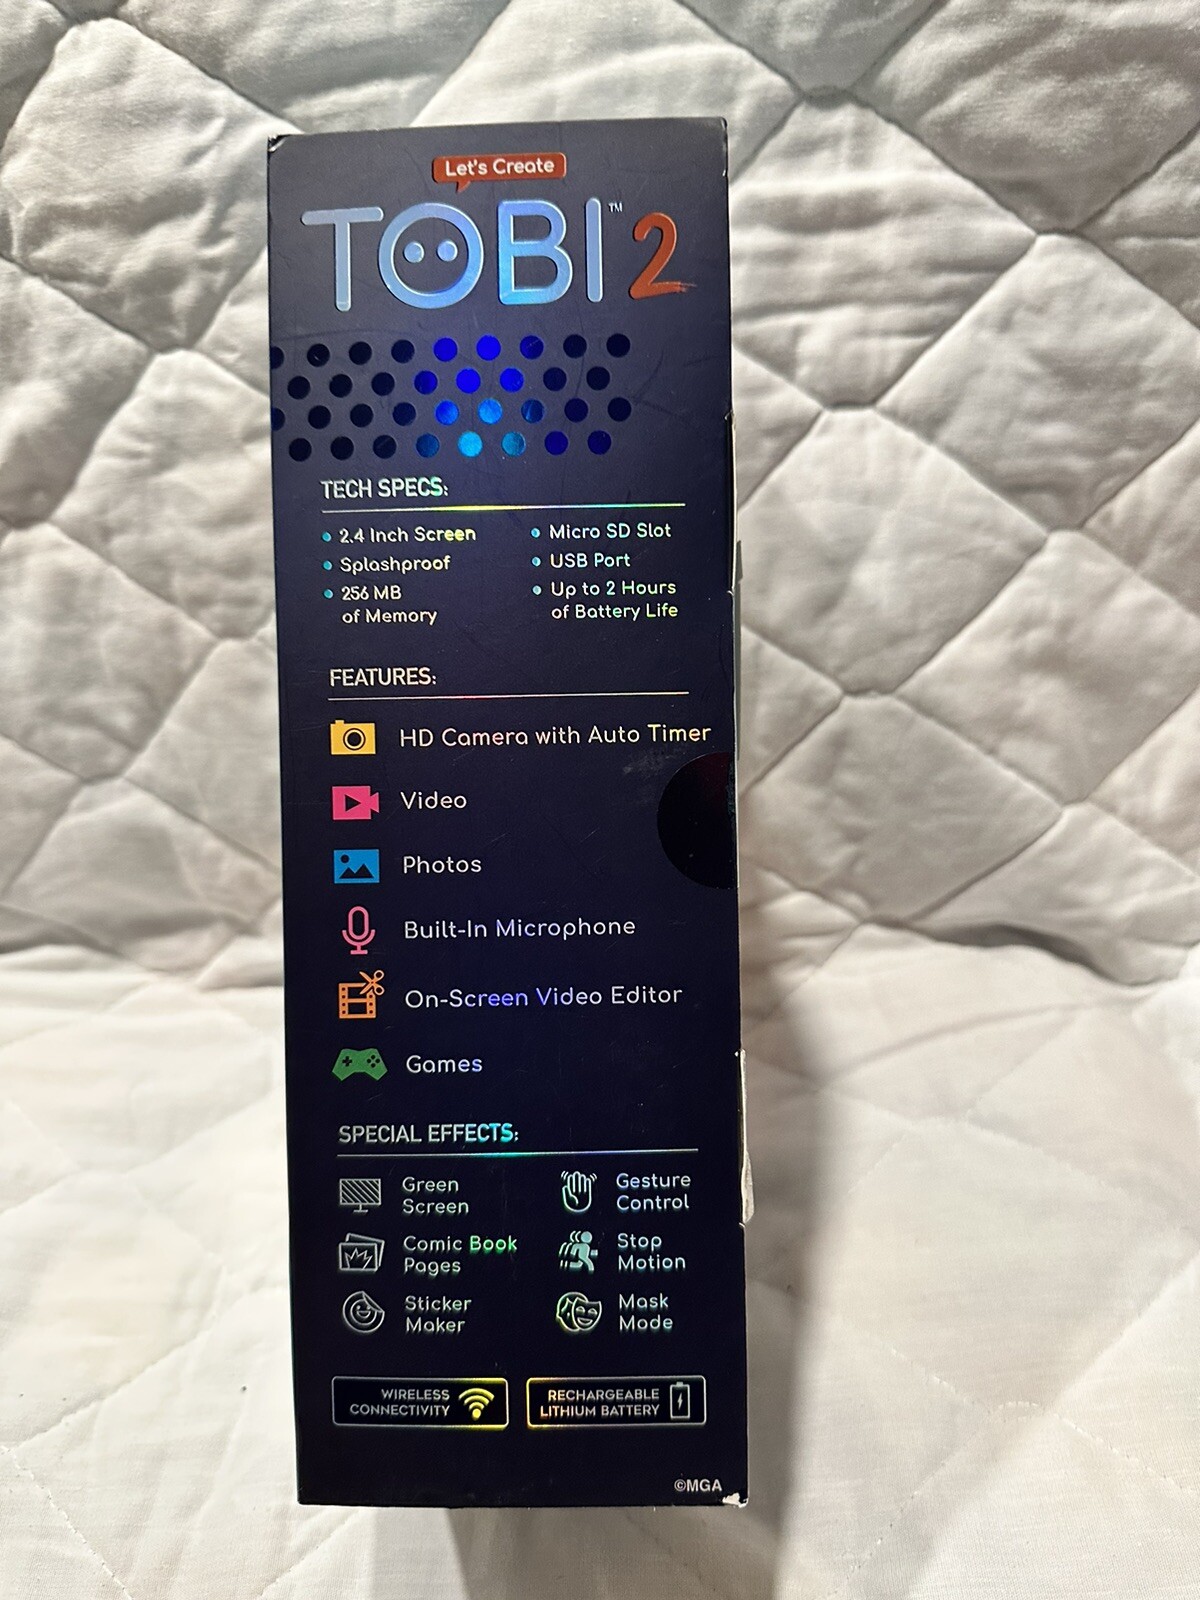 Let's Create
TOBI™ 2
TECH SPECS:
2.4 Inch Screen
Splashproof
256 MB
of Memory
Micro SD Slot
USB Port
Up to 2 Hours
of Battery Life
FEATURES:
HD Camera with Auto Timer
Video
Photos
Built-In Microphone
On-Screen Video Editor
Games
SPECIAL EFFECTS:
Green
Screen
Gesture
Control
Comic Book
Pages
Stop
Motion
Sticker
Maker
Mask
Mode
WIRELESS
CONNECTIVITY
RECHARGEABLE
LITHIUM BATTERY
©MGA